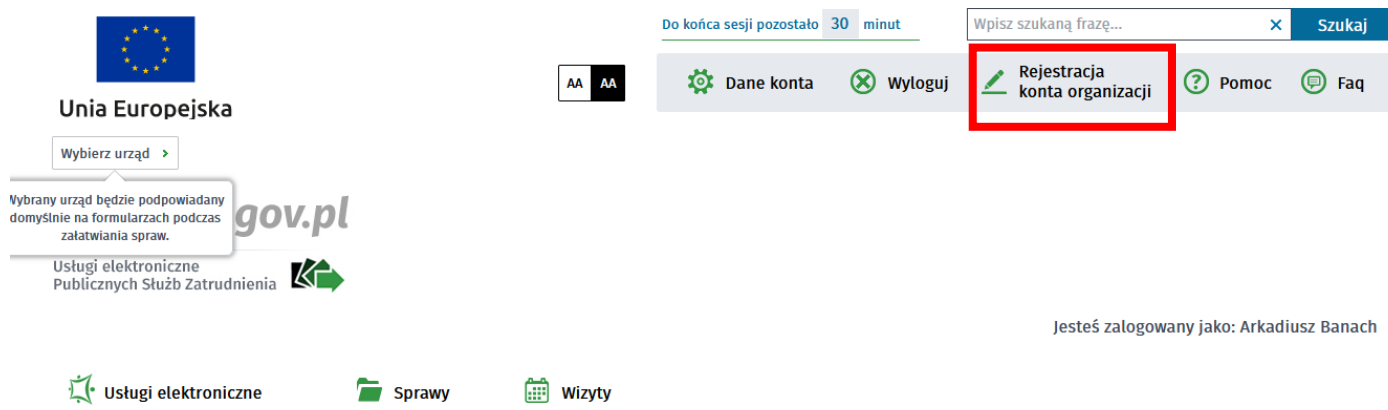 Do końca sesji pozostało 30 minut
Wpisz szukaną frazę...
Szukaj
Unia Europejska
AA AA
Dane konta
Wyloguj
Rejestracja
konta organizacji
Pomoc
Faq
Wybierz urząd
Wybrany urząd będzie podpowiadany
domyślnie na formularzach podczas
załatwiania spraw.
gov.pl
Usługi elektroniczne
Publicznych Służb Zatrudnienia
Jesteś zalogowany jako: Arkadiusz Banach
Usługi elektroniczne
Sprawy
Wizyty